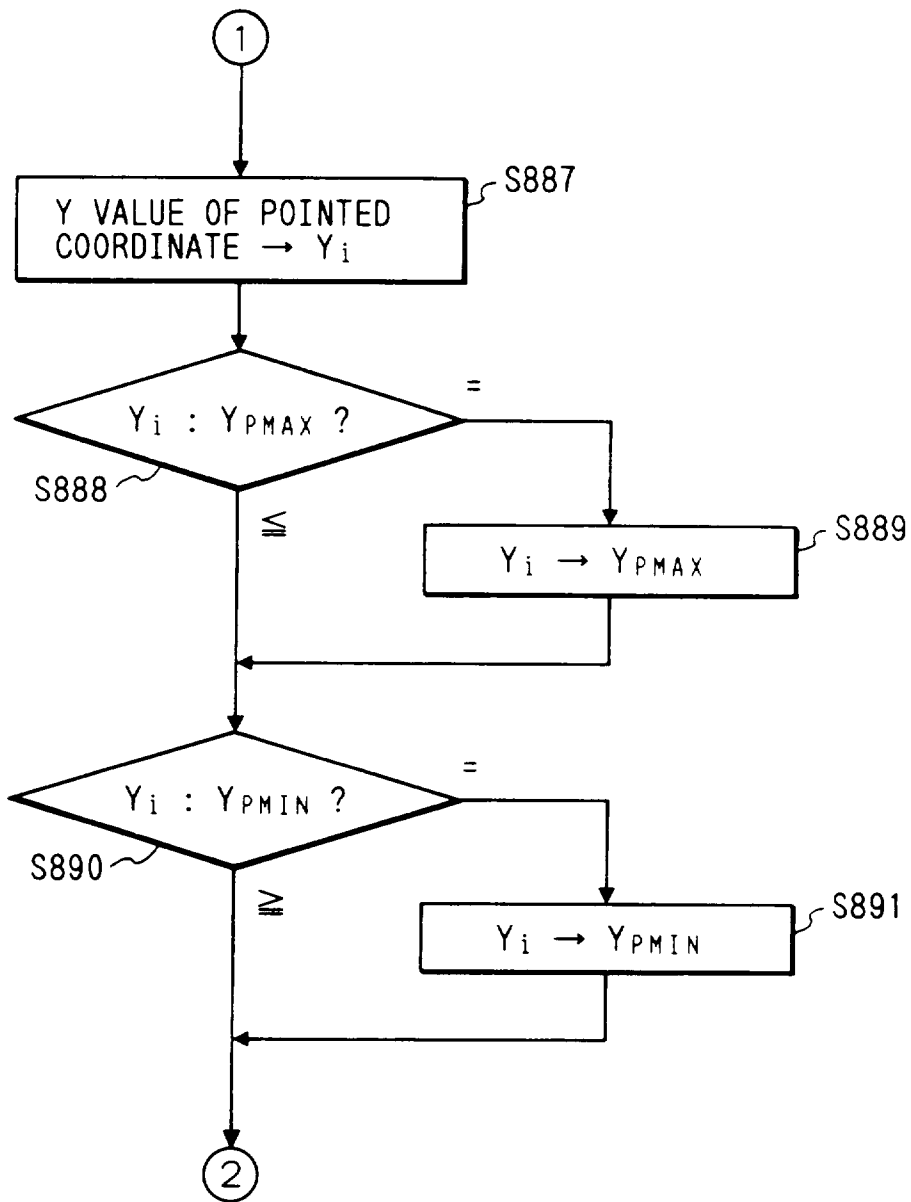 1
S887
Y VALUE OF POINTED
COORDINATE → Yi
=
Yi : YPMAX ?
S888
≦
S889
Yi → YPMAX
=
Yi : YPMIN ?
S890
≧
S891
Yi → YPMIN
2